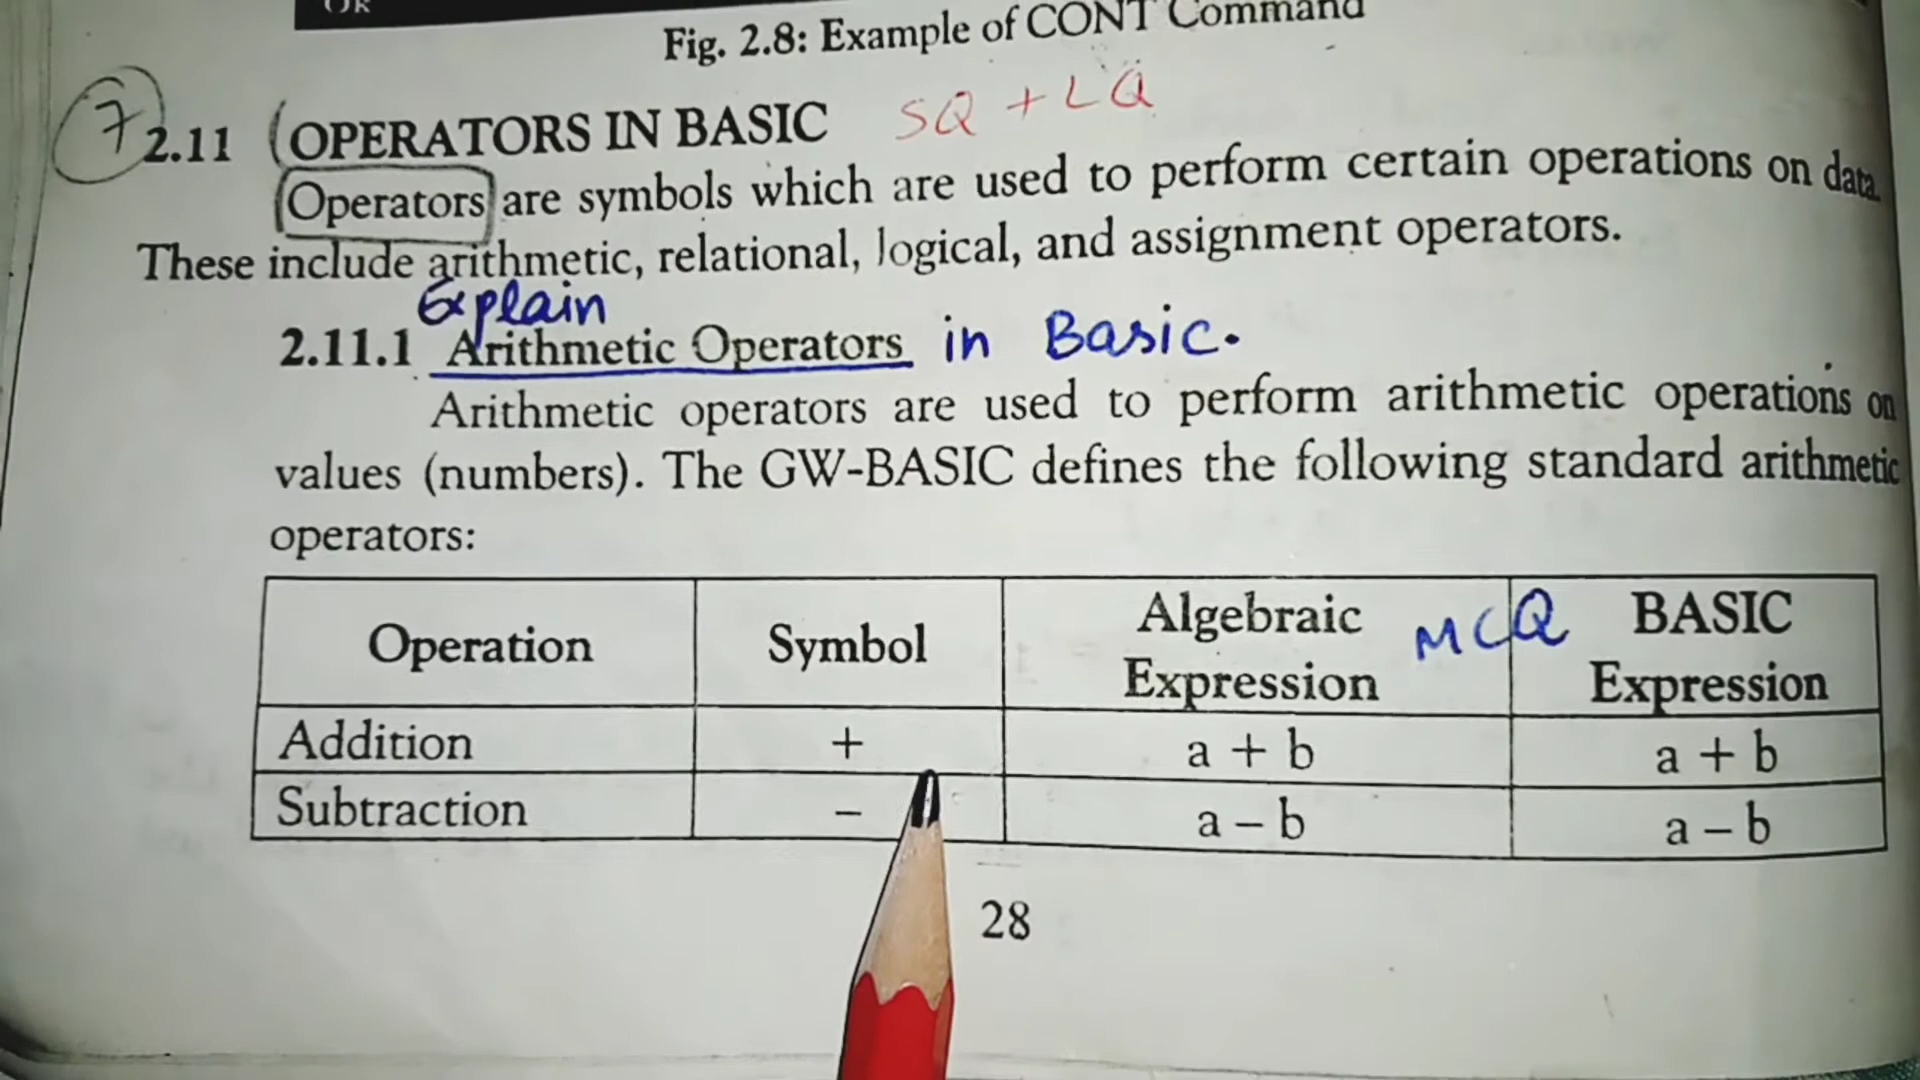 OK
Fig. 2.8: Example of CONT Command
7 2.11 (OPERATORS IN BASIC SQ + LQ
Operators are symbols which are used to perform certain operations on data.
These include arithmetic, relational, logical, and assignment operators.
Explain
2.11.1 Arithmetic Operators in Basic.
Arithmetic operators are used to perform arithmetic operations on
values (numbers). The GW-BASIC defines the following standard arithmetic
operators:
Operation Symbol Algebraic Expression MCQ BASIC Expression
Addition + a + b a + b
Subtraction – a – b a – b
28